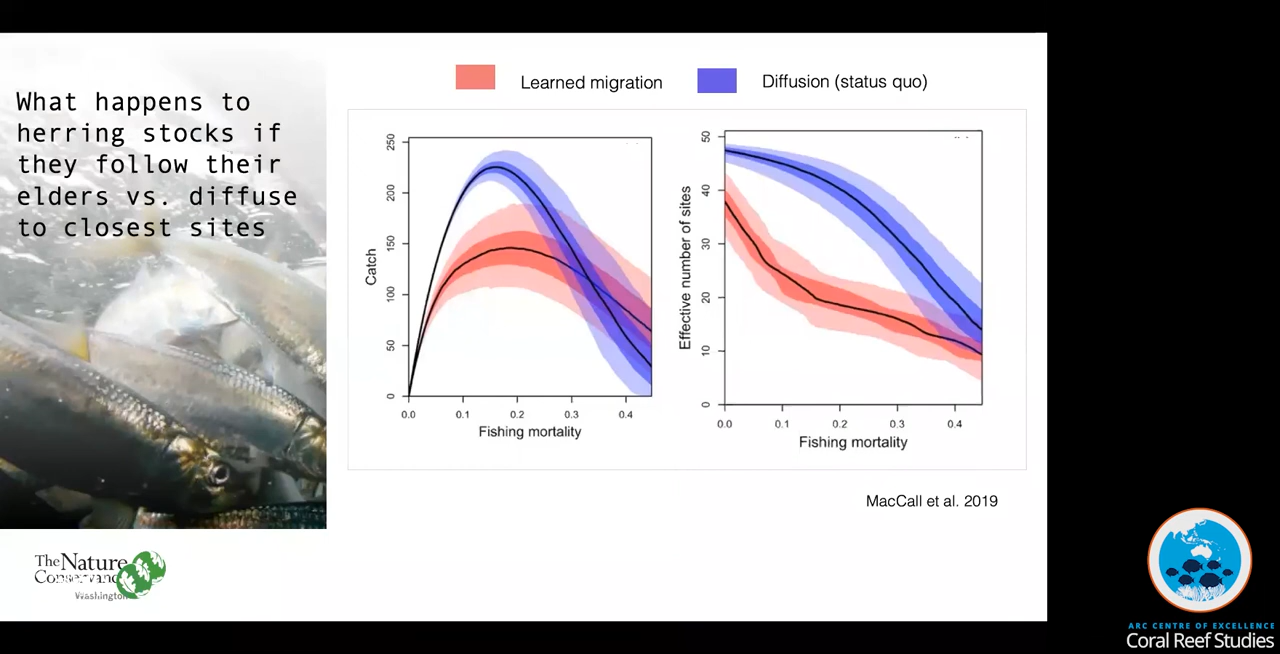 What happens to
herring stocks if
they follow their
elders vs. diffuse
to closest sites
Learned migration
Diffusion (status quo)
Catch
250
200
150
100
50
0
0.0 0.1 0.2 0.3 0.4
Fishing mortality
Effective number of sites
50
40
30
20
10
0
0.0 0.1 0.2 0.3 0.4
Fishing mortality
MacCall et al. 2019
The Nature
Conservanc
Washington
ARC CENTRE OF EXCELLENCE
Coral Reef Studies